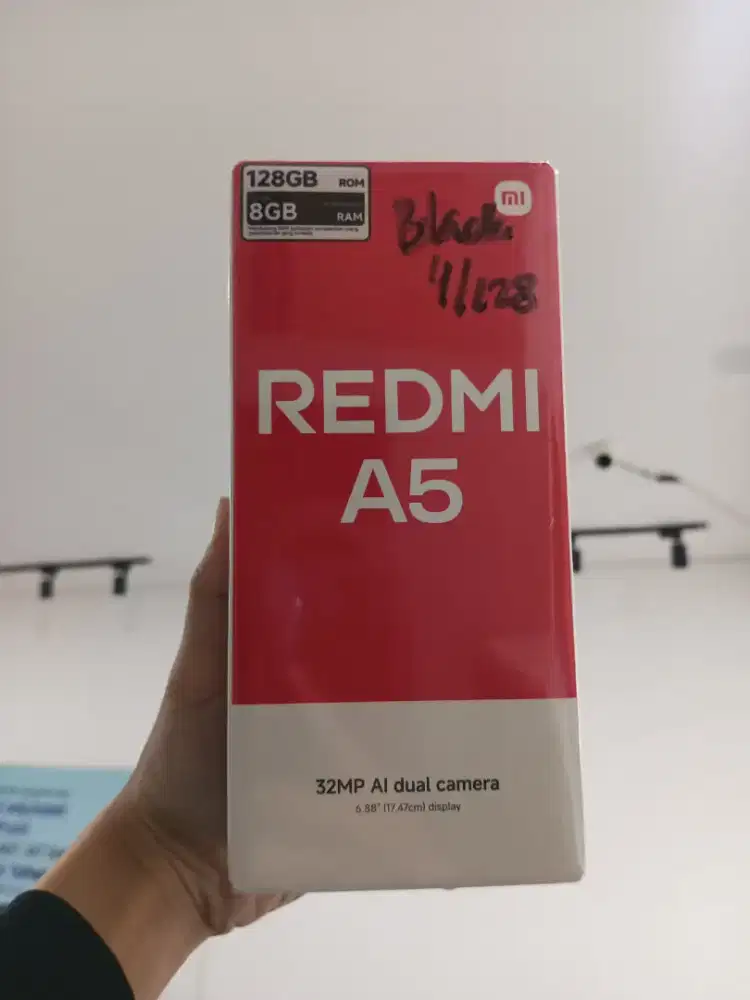 128GB ROM
8GB RAM
mi
Black
4/128
REDMI
A5
32MP AI dual camera
6.88" (17.47cm) display